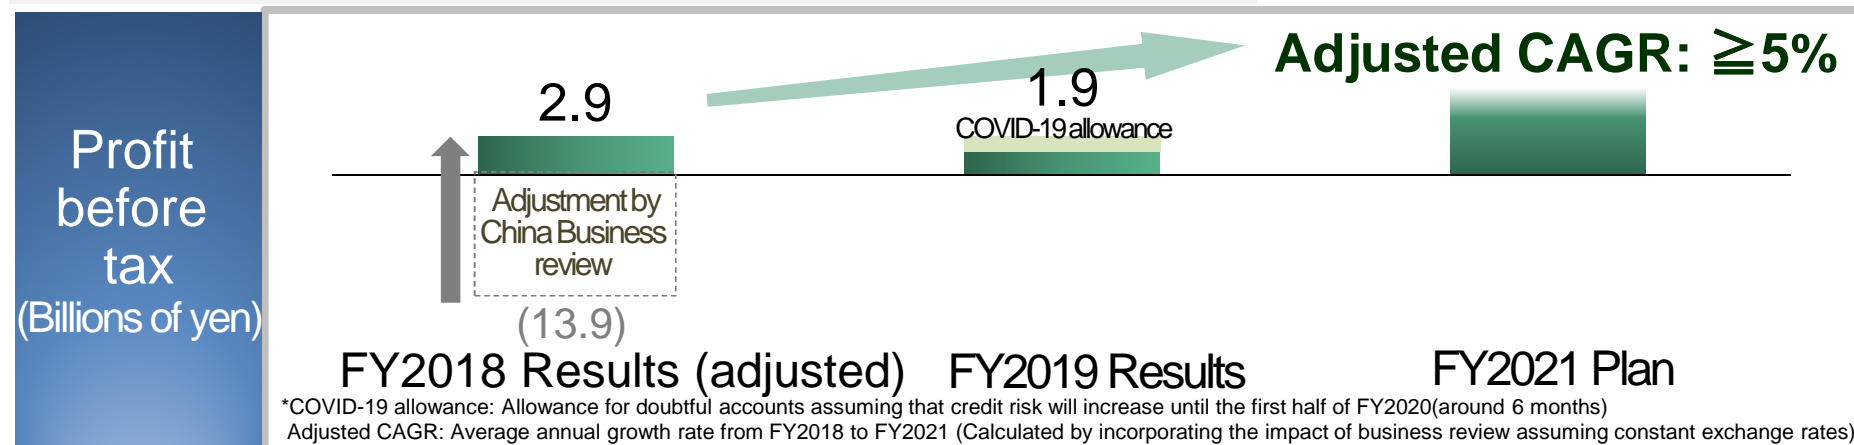 Profit
before
tax
(Billions of yen)
Adjusted CAGR: ≧5%
2.9
1.9
COVID-19 allowance
Adjustment by
China Business
review
(13.9)
FY2018 Results (adjusted)
FY2019 Results
FY2021 Plan
*COVID-19 allowance: Allowance for doubtful accounts assuming that credit risk will increase until the first half of FY2020(around 6 months)
Adjusted CAGR: Average annual growth rate from FY2018 to FY2021 (Calculated by incorporating the impact of business review assuming constant exchange rates)